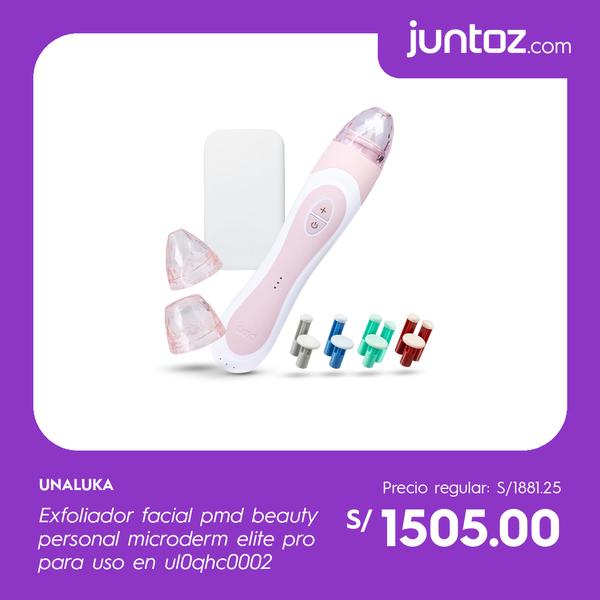 juntoz.com
UNALUKA
Exfoliador facial pmd beauty
personal microderm elite pro
para uso en ul0qhc0002
Precio regular: S/1881.25
S/ 1505.00